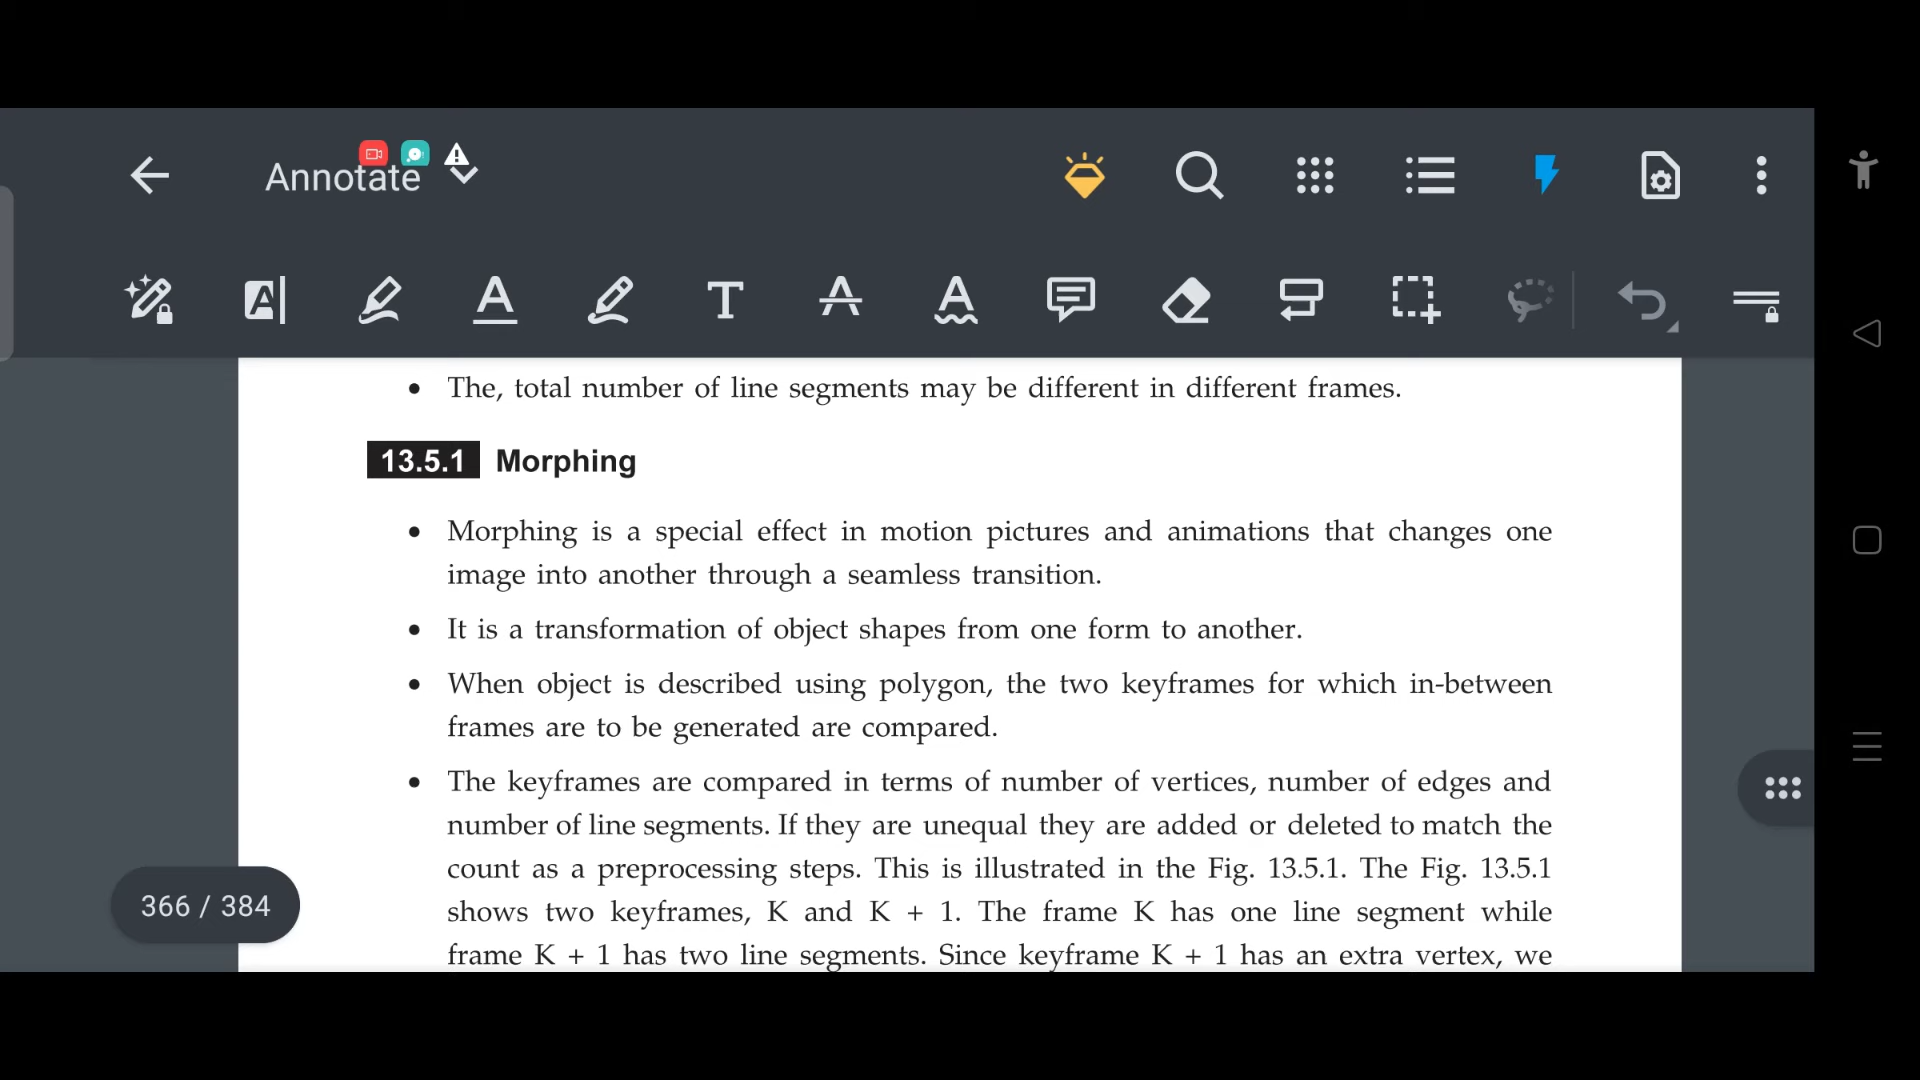 Annotate
• The, total number of line segments may be different in different frames.
13.5.1 Morphing
• Morphing is a special effect in motion pictures and animations that changes one
image into another through a seamless transition.
• It is a transformation of object shapes from one form to another.
• When object is described using polygon, the two keyframes for which in-between
frames are to be generated are compared.
• The keyframes are compared in terms of number of vertices, number of edges and
number of line segments. If they are unequal they are added or deleted to match the
count as a preprocessing steps. This is illustrated in the Fig. 13.5.1. The Fig. 13.5.1
shows two keyframes, K and K + 1. The frame K has one line segment while
frame K + 1 has two line segments. Since keyframe K + 1 has an extra vertex, we
366 / 384